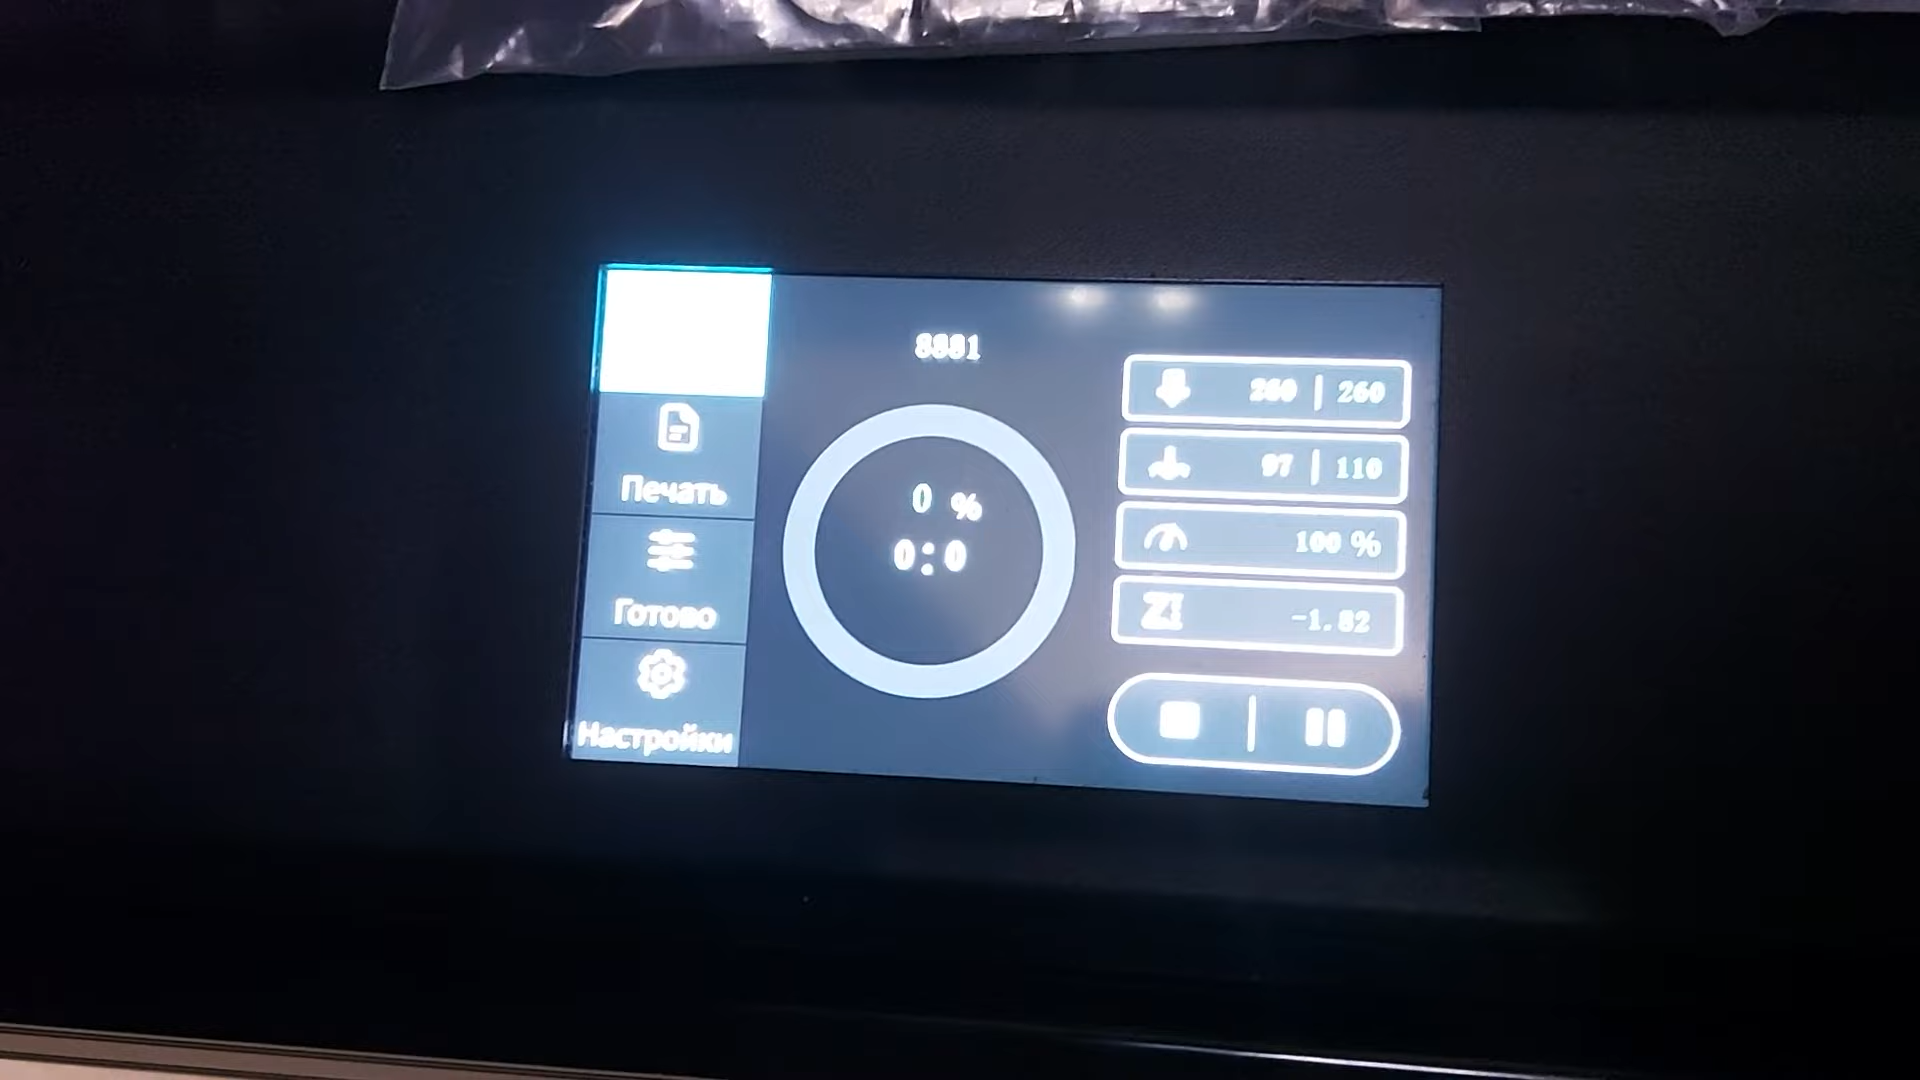 8881
Печать
Готово
Настройки
0 %
0:0
260 | 260
97 | 110
100 %
Z -1.82